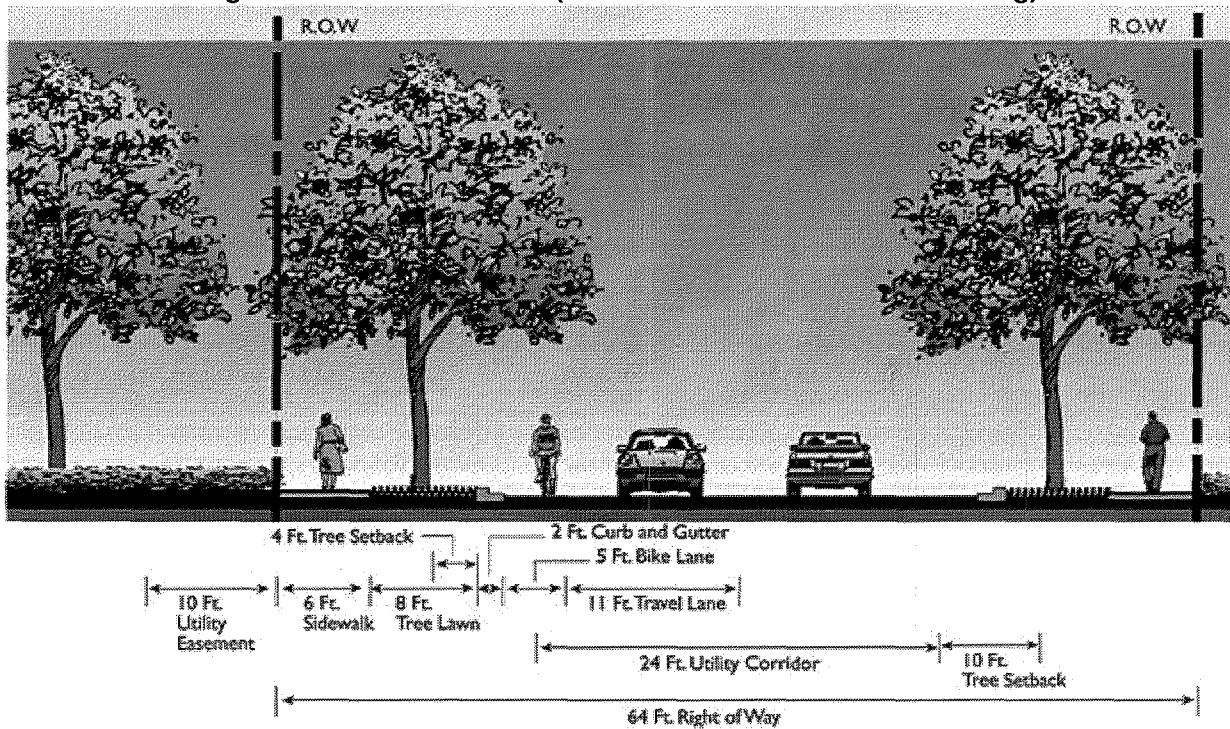 R.O.W
R.O.W
4 Ft. Tree Setback
2 Ft. Curb and Gutter
5 Ft. Bike Lane
10 Ft.
Utility
Easement
6 Ft.
Sidewalk
8 Ft.
Tree Lawn
11 Ft. Travel Lane
24 Ft. Utility Corridor
10 Ft.
Tree Setback
64 Ft. Right of Way